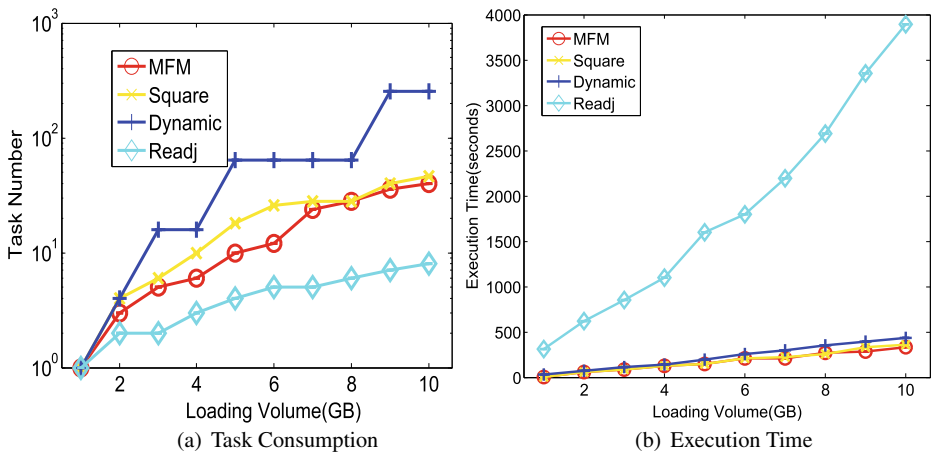 10^3
10^2
10^1
10^0
Task Number
MFM
Square
Dynamic
Readj
2 4 6 8 10
Loading Volume(GB)
(a) Task Consumption
4000
3500
3000
2500
2000
1500
1000
500
0
Execution Time(seconds)
MFM
Square
Dynamic
Readj
2 4 6 8 10
Loading Volume(GB)
(b) Execution Time